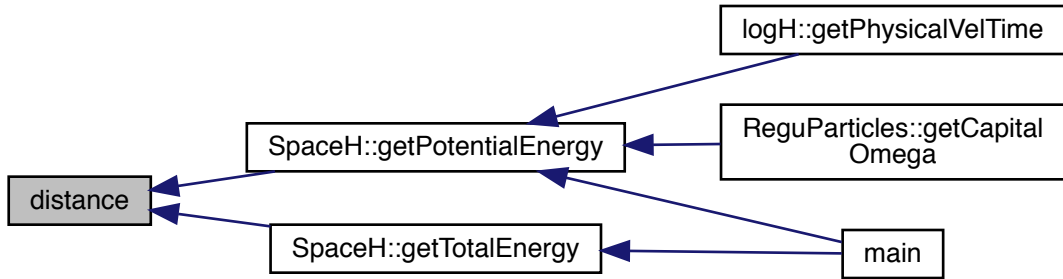 distance
SpaceH::getPotentialEnergy
SpaceH::getTotalEnergy
logH::getPhysicalVelTime
ReguParticles::getCapital
Omega
main